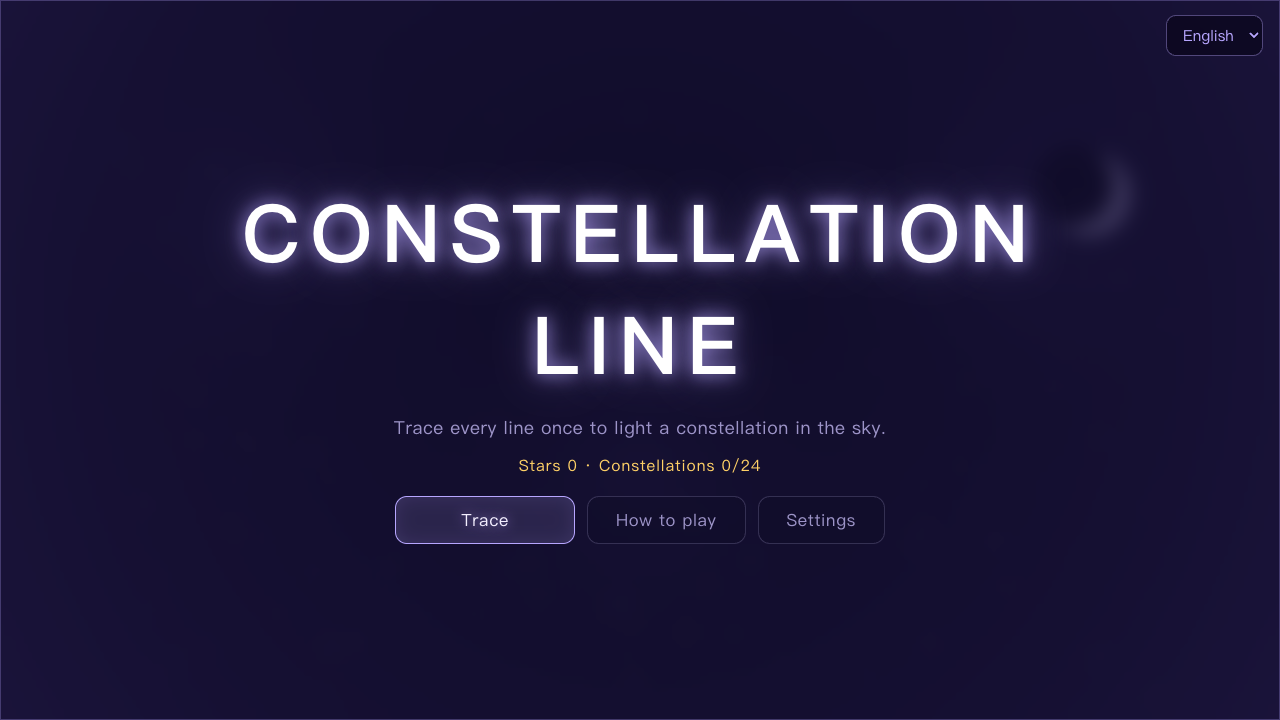 English
CONSTELLATION
LINE
Trace every line once to light a constellation in the sky.
Stars 0 · Constellations 0/24
Trace
How to play
Settings